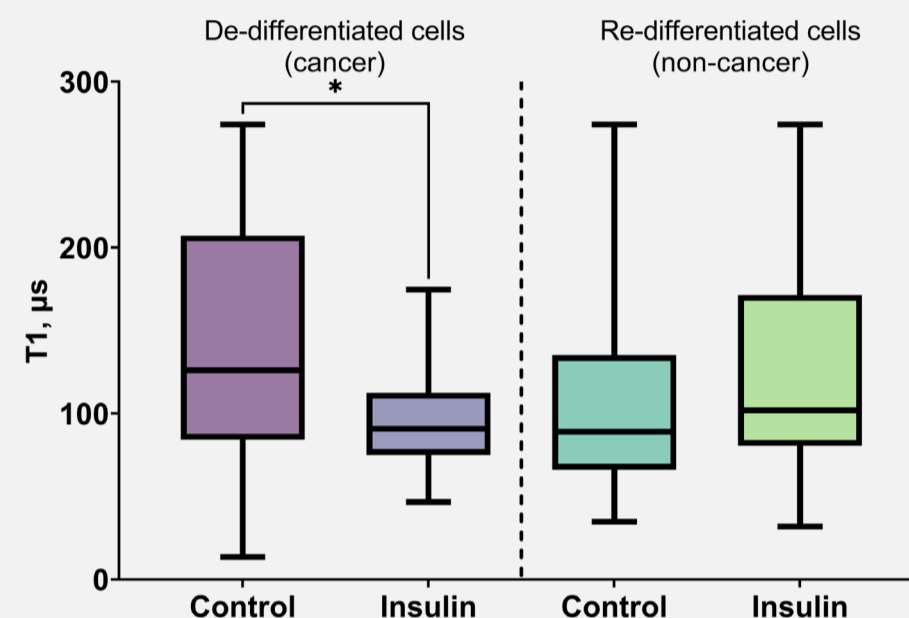 De-differentiated cells
(cancer)
Re-differentiated cells
(non-cancer)
*
300
200
100
0
T1, µs
Control
Insulin
Control
Insulin